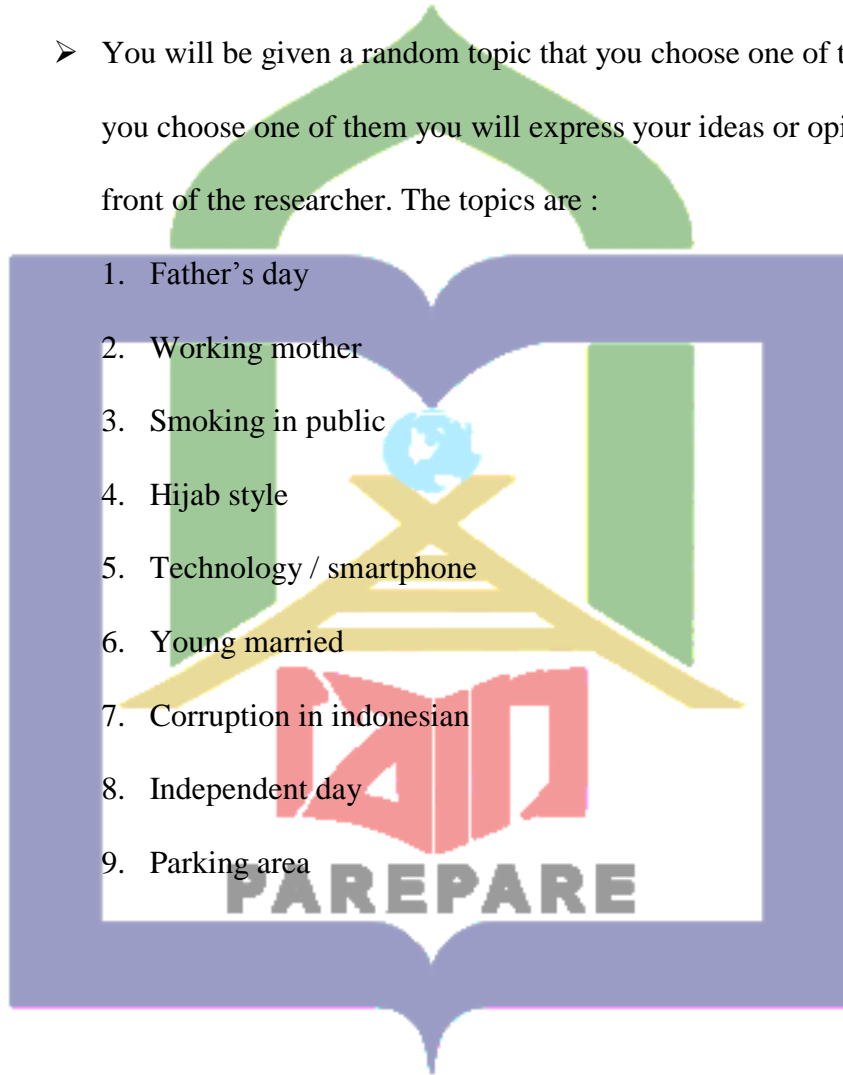 ➢ You will be given a random topic that you choose one of t
you choose one of them you will express your ideas or opi
front of the researcher. The topics are :
1. Father’s day
2. Working mother
3. Smoking in public
4. Hijab style
5. Technology / smartphone
6. Young married
7. Corruption in indonesian
iain
8. Independent day
9. Parking area
PAREPARE